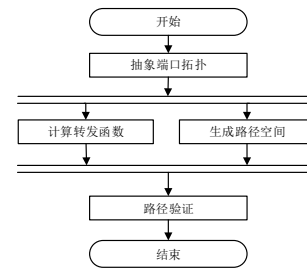 开始
抽象端口拓扑
计算转发函数
生成路径空间
路径验证
结束